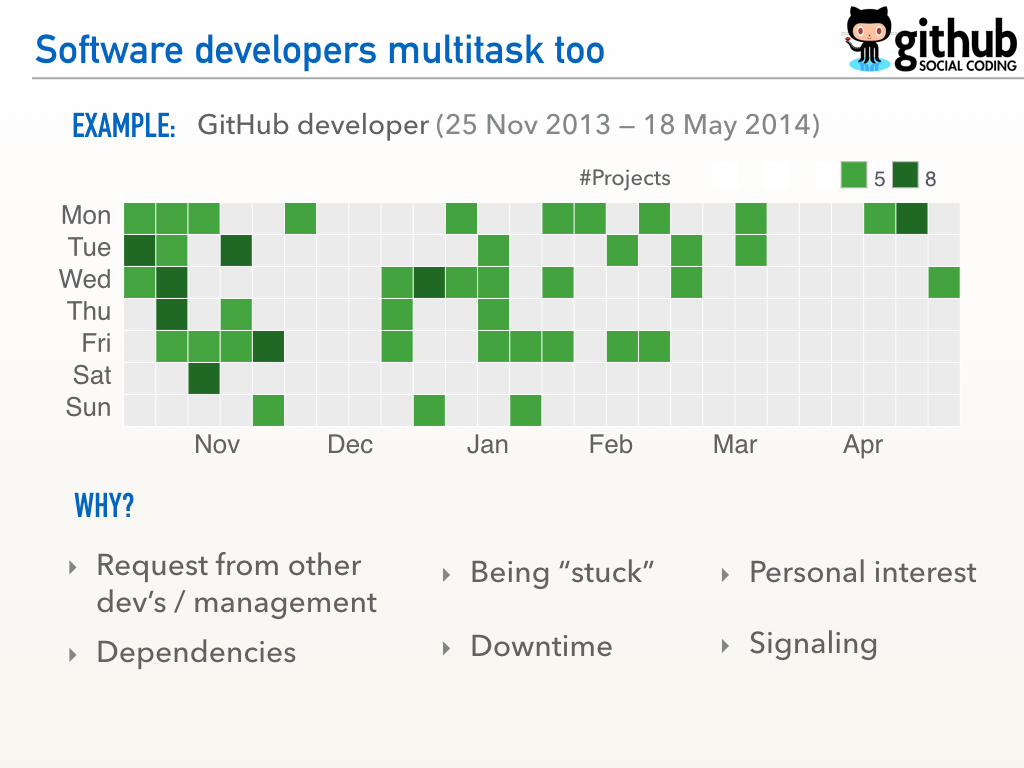 Software developers multitask too
github
SOCIAL CODING
EXAMPLE: GitHub developer (25 Nov 2013 – 18 May 2014)
#Projects 5 8
Mon
Tue
Wed
Thu
Fri
Sat
Sun
Nov Dec Jan Feb Mar Apr
WHY?
‣ Request from other
dev’s / management
‣ Dependencies
‣ Being “stuck”
‣ Downtime
‣ Personal interest
‣ Signaling